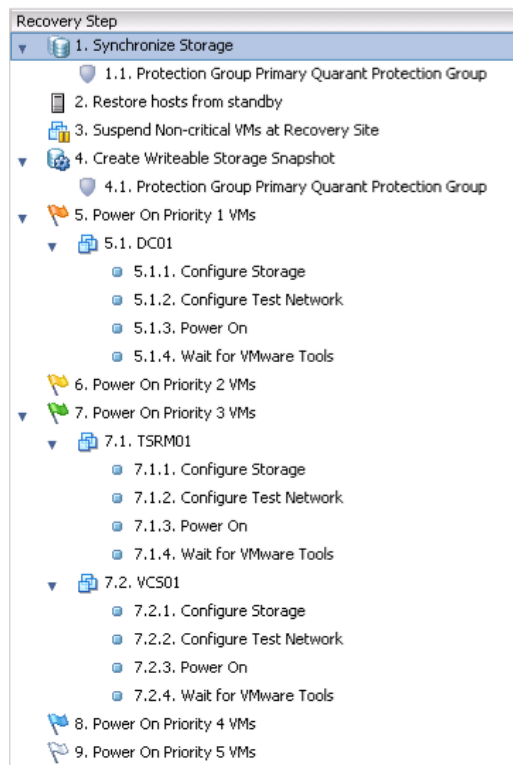 Recovery Step
1. Synchronize Storage
1.1. Protection Group Primary Quarant Protection Group
2. Restore hosts from standby
3. Suspend Non-critical VMs at Recovery Site
4. Create Writeable Storage Snapshot
4.1. Protection Group Primary Quarant Protection Group
5. Power On Priority 1 VMs
5.1. DC01
5.1.1. Configure Storage
5.1.2. Configure Test Network
5.1.3. Power On
5.1.4. Wait for VMware Tools
6. Power On Priority 2 VMs
7. Power On Priority 3 VMs
7.1. TSRM01
7.1.1. Configure Storage
7.1.2. Configure Test Network
7.1.3. Power On
7.1.4. Wait for VMware Tools
7.2. VCS01
7.2.1. Configure Storage
7.2.2. Configure Test Network
7.2.3. Power On
7.2.4. Wait for VMware Tools
8. Power On Priority 4 VMs
9. Power On Priority 5 VMs